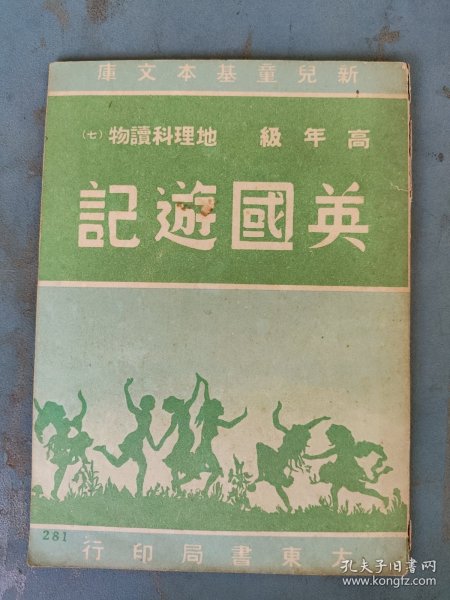 新兒童基本文庫
高年級 地理科讀物（七）
英國遊記
281
大東書局印行
孔夫子旧书网
www.kongfz.com